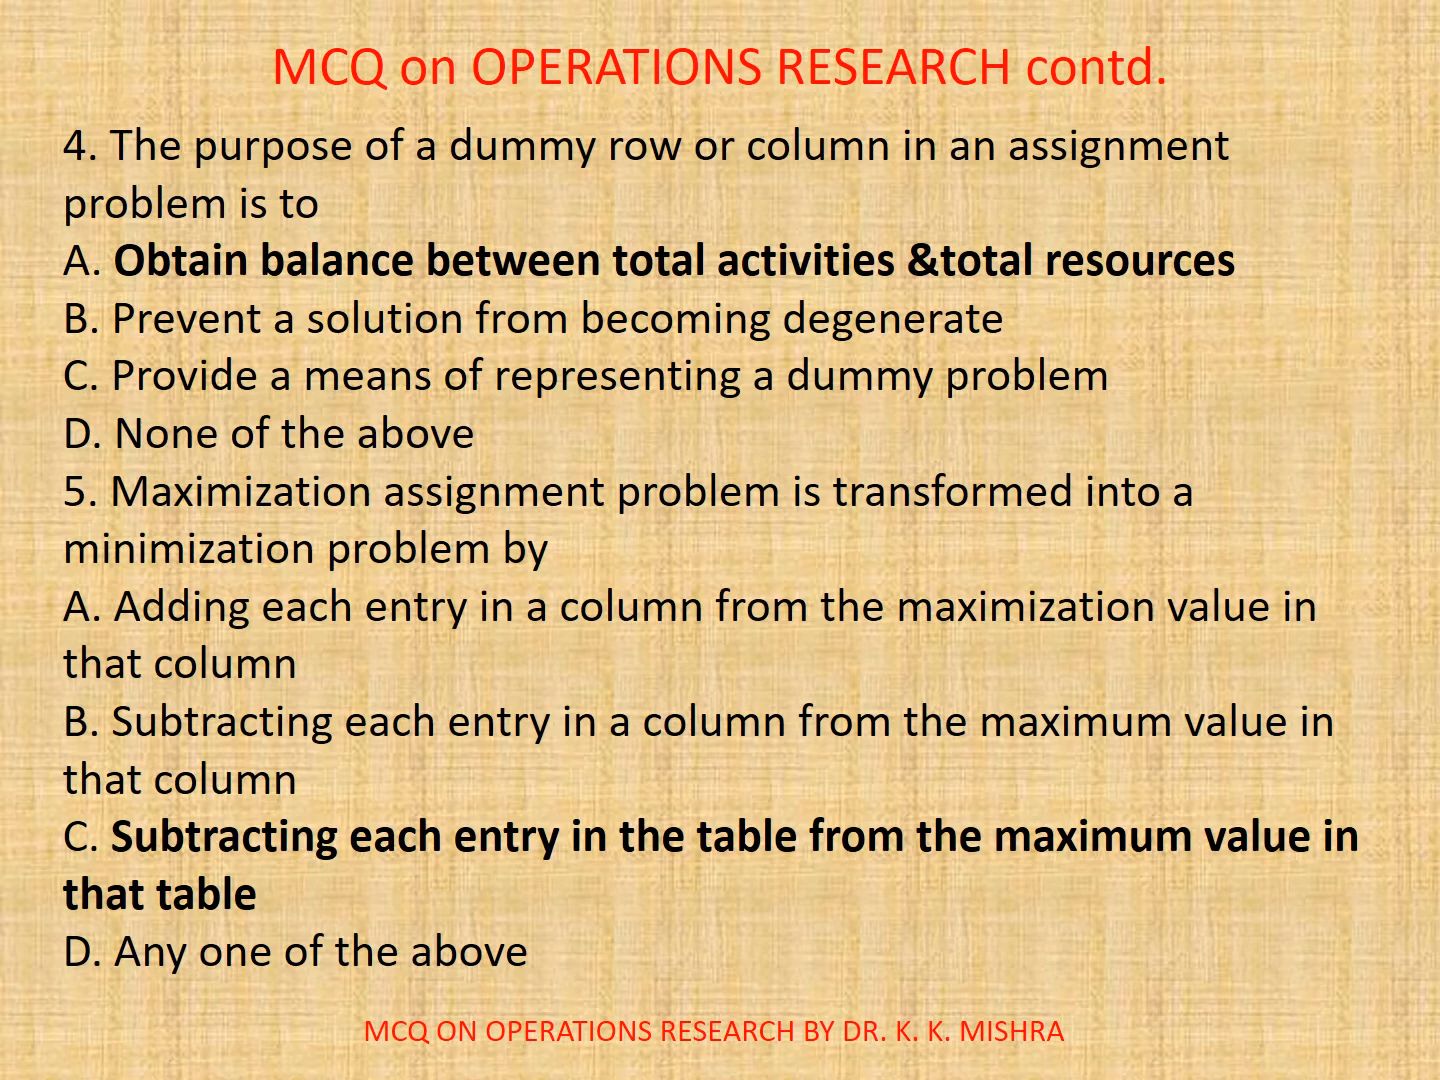 MCQ on OPERATIONS RESEARCH contd.
4. The purpose of a dummy row or column in an assignment
problem is to
A. Obtain balance between total activities &total resources
B. Prevent a solution from becoming degenerate
C. Provide a means of representing a dummy problem
D. None of the above
5. Maximization assignment problem is transformed into a
minimization problem by
A. Adding each entry in a column from the maximization value in
that column
B. Subtracting each entry in a column from the maximum value in
that column
C. Subtracting each entry in the table from the maximum value in
that table
D. Any one of the above
MCQ ON OPERATIONS RESEARCH BY DR. K. K. MISHRA